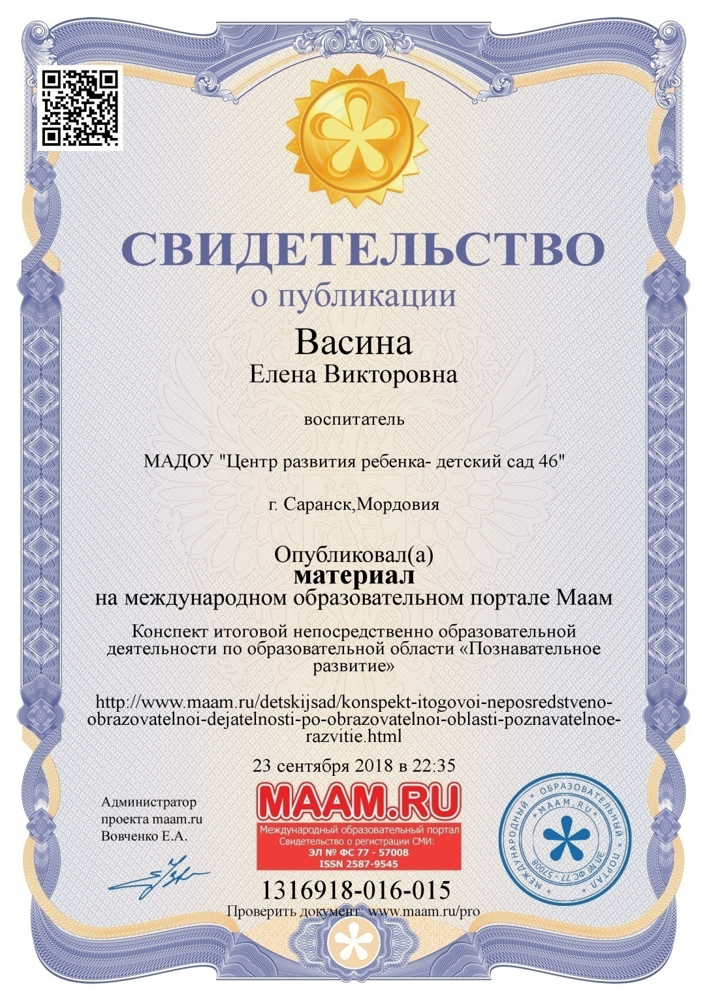 СВИДЕТЕЛЬСТВО
о публикации
Васина
Елена Викторовна
воспитатель
МАДОУ "Центр развития ребенка- детский сад 46"
г. Саранск,Мордовия
Опубликовал(а)
материал
на международном образовательном портале Маам
Конспект итоговой непосредственно образовательной
деятельности по образовательной области «Познавательное
развитие»
http://www.maam.ru/detskijsad/konspekt-itogovoi-neposredstveno-
obrazovatelnoi-dejatelnosti-po-obrazovatelnoi-oblasti-poznavatelnoe-
razvitie.html
23 сентября 2018 в 22:35
Администратор
проекта maam.ru
Вовченко Е.А.
MAAM.RU
Международный образовательный портал
Свидетельство о регистрации СМИ:
ЭЛ № ФС 77 - 57008
ISSN 2587-9545
1316918-016-015
Проверить документ: www.maam.ru/pro
* МЕЖДУНАРОДНЫЙ * ОБРАЗОВАТЕЛЬНЫЙ * ПОРТАЛ *
* MAAM.RU *
ЭЛ № ФС 77 - 57008